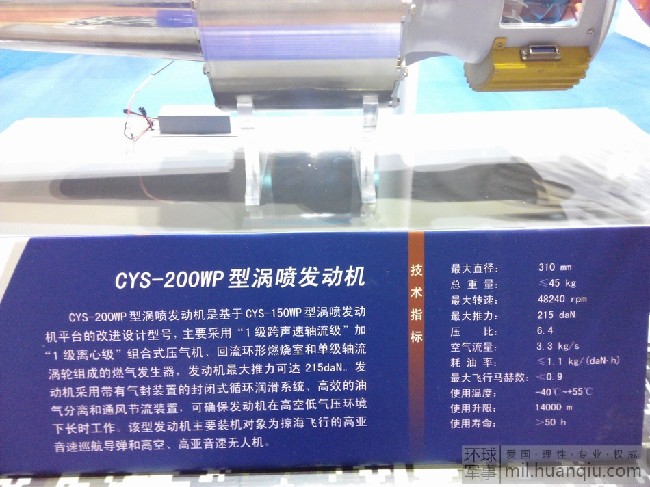 CYS-200WP型涡喷发动机
CYS-200WP型涡喷发动机是基于CYS-150WP型涡喷发动
机平台的改进设计型号，主要采用“1级跨声速轴流级”加
“1级离心级”组合式压气机、回流环形燃烧室和单级轴流
涡轮组成的燃气发生器，发动机最大推力可达215daN。发
动机采用带有气封装置的封闭式循环润滑系统、高效的油
气分离和通风节流装置，可确保发动机在高空低气压环境
下长时工作。该型发动机主要装机对象为掠海飞行的高亚
音速巡航导弹和高空、高亚音速无人机。
技术指标
最大直径： 310 mm
总 重 量： ≤45 kg
最大转速： 48240 rpm
最大推力： 215 daN
压 比： 6.4
空气流量： 3.3 kg/s
耗 油 率： ≤1.1 kg/(daN·h)
最大飞行马赫数：≤0.9
使用温度： -40℃~+55℃
使用升限： 14000 m
使用寿命： >50 h
环球军事
爱国·理性·专业·权威
mil.huanqiu.com